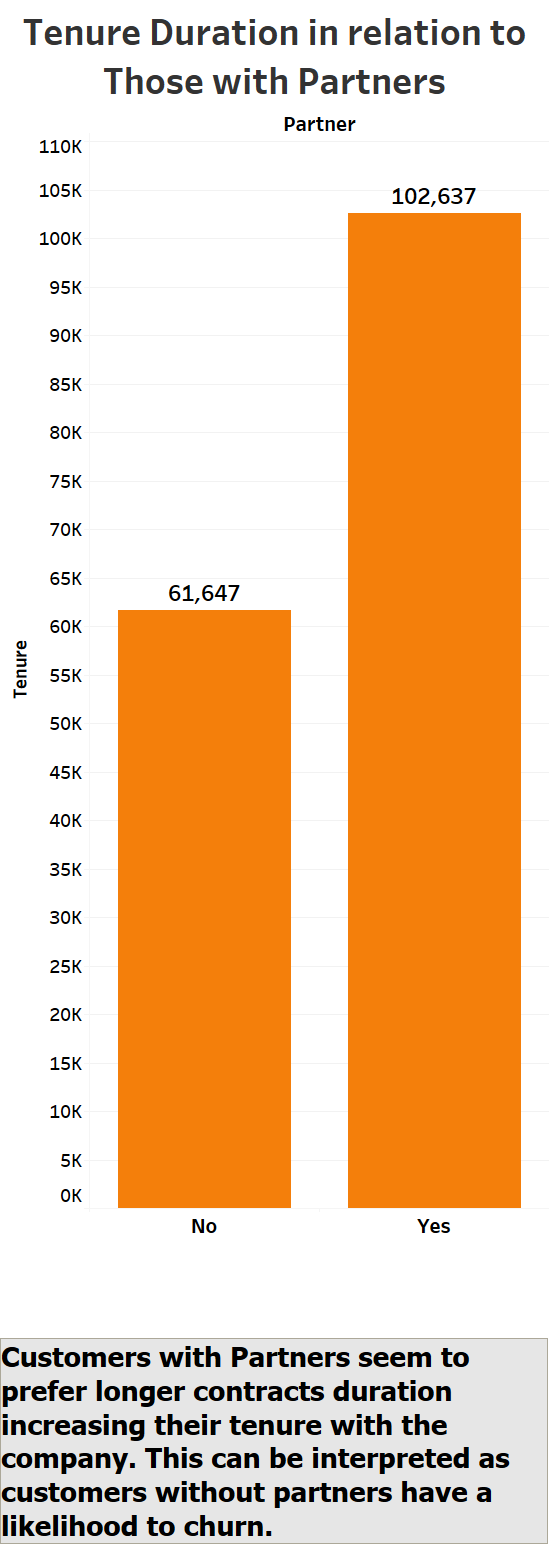 Tenure Duration in relation to
Those with Partners
Partner
110K
105K
100K
95K
90K
85K
80K
75K
70K
65K
60K
55K
50K
45K
40K
35K
30K
25K
20K
15K
10K
5K
0K
Tenure
61,647
102,637
No
Yes
Customers with Partners seem to
prefer longer contracts duration
increasing their tenure with the
company. This can be interpreted as
customers without partners have a
likelihood to churn.